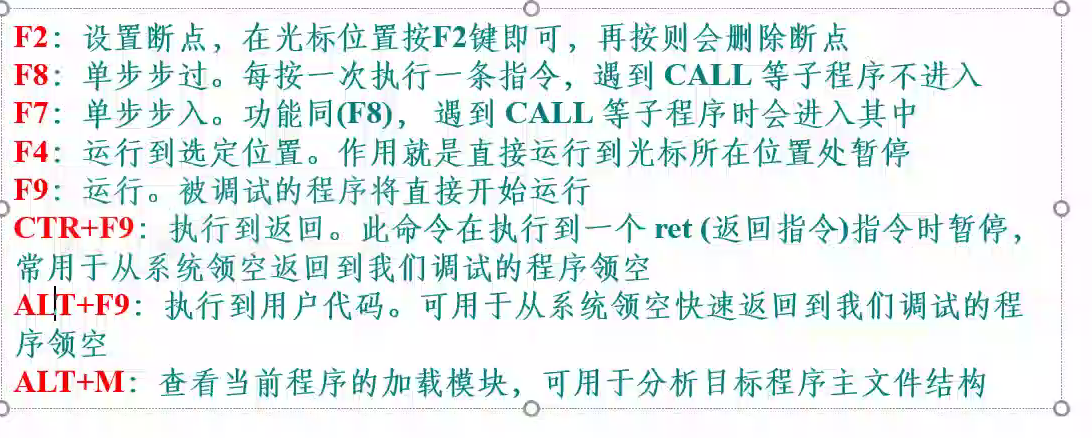 F2：设置断点，在光标位置按F2键即可，再按则会删除断点
F8：单步步过。每按一次执行一条指令，遇到 CALL 等子程序不进入
F7：单步步入。功能同(F8)， 遇到 CALL 等子程序时会进入其中
F4：运行到选定位置。作用就是直接运行到光标所在位置处暂停
F9：运行。被调试的程序将直接开始运行
CTR+F9：执行到返回。此命令在执行到一个 ret (返回指令)指令时暂停，
常用于从系统领空返回到我们调试的程序领空
ALT+F9：执行到用户代码。可用于从系统领空快速返回到我们调试的程
序领空
ALT+M：查看当前程序的加载模块，可用于分析目标程序主文件结构